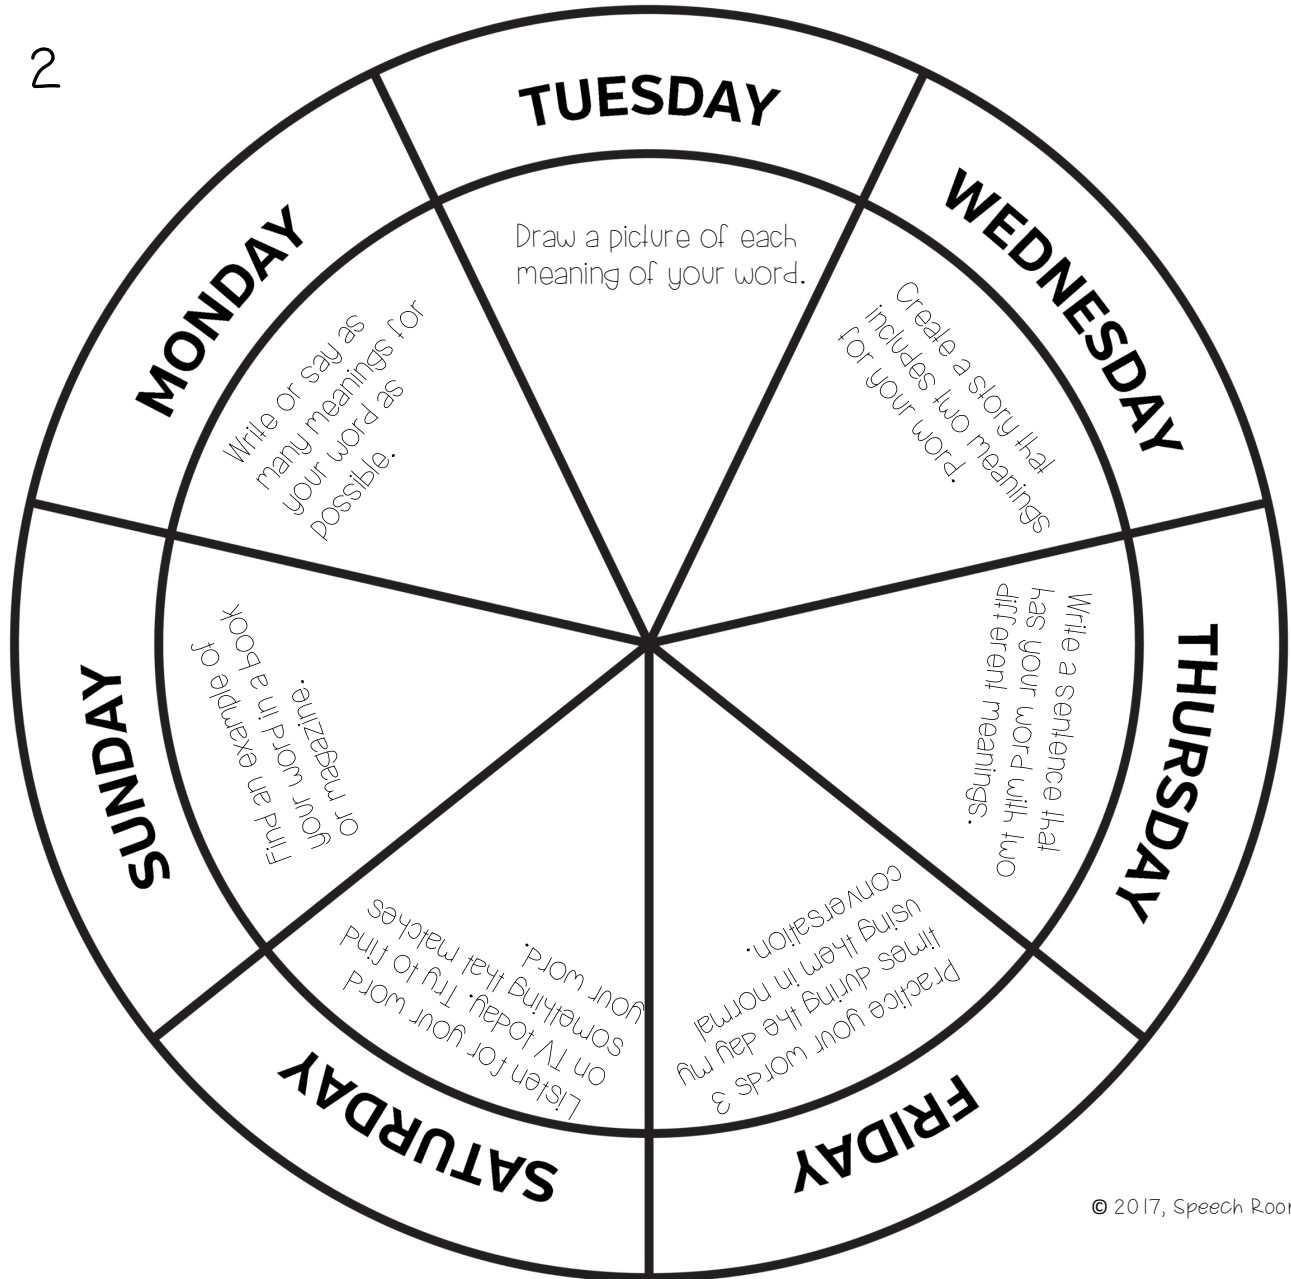 2
MONDAY
Write or say as
many meanings for
your word as
possible.
TUESDAY
Draw a picture of each
meaning of your word.
WEDNESDAY
Create a story that
includes two meanings
for your word.
THURSDAY
Write a sentence that
has your word with two
different meanings.
FRIDAY
Practice your words 3
times during the day my
using them in normal
conversation.
SATURDAY
Listen for your word
on TV today. Try to find
something that matches
your word.
SUNDAY
Find an example of
your word in a book
or magazine.
© 2017, Speech Roo